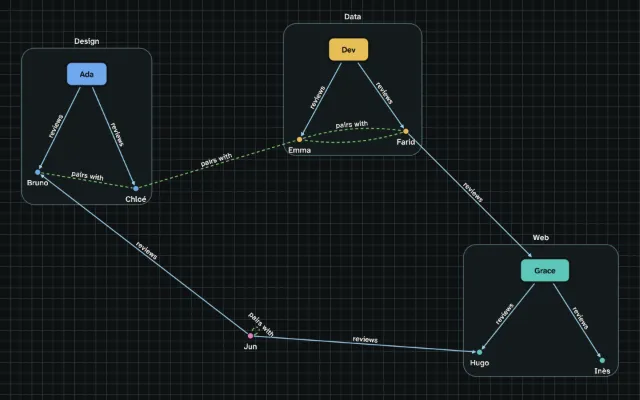 Data
Design
Dev
Ada
reviews
reviews
reviews
reviews
pairs with
Emma
Farid
pairs with
pairs with
Bruno
Chloé
reviews
Web
reviews
Grace
reviews
reviews
pairs with
Jun
reviews
Hugo
Inès